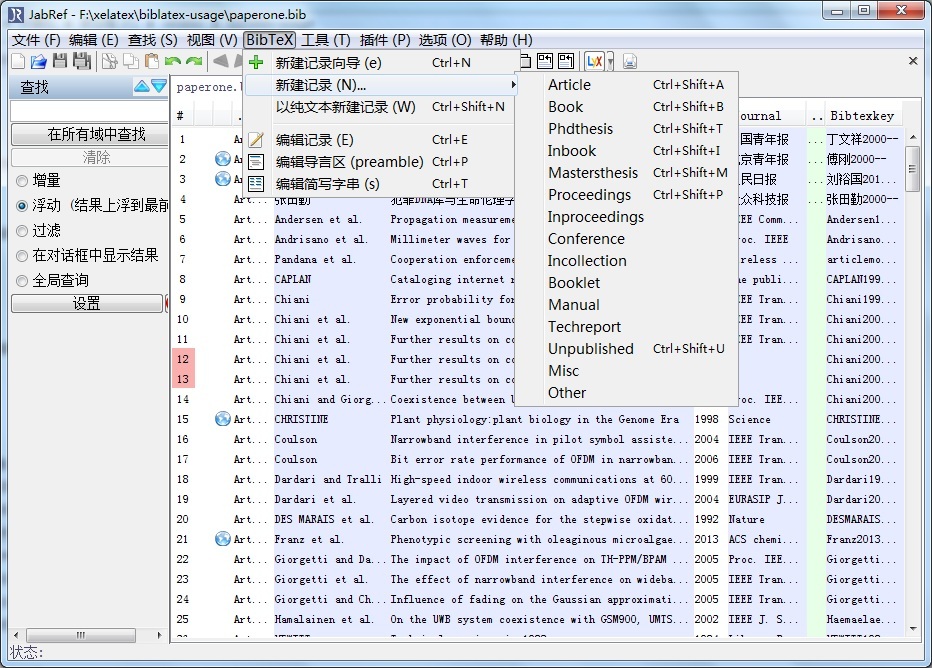 JabRef - F:\xelatex\biblatex-usage\paperone.bib
文件 (F) 编辑 (E) 查找 (S) 视图 (V) BibTeX 工具 (T) 插件 (P) 选项 (O) 帮助 (H)
新建记录向导 (e) Ctrl+N
新建记录 (N)...
以纯文本新建记录 (W) Ctrl+Shift+N
编辑记录 (E) Ctrl+E
编辑导言区 (preamble) Ctrl+P
编辑简写字串 (s) Ctrl+T
Article Ctrl+Shift+A
Book Ctrl+Shift+B
Phdthesis Ctrl+Shift+T
Inbook Ctrl+Shift+I
Mastersthesis Ctrl+Shift+M
Proceedings Ctrl+Shift+P
Inproceedings
Conference
Incollection
Booklet
Manual
Techreport
Unpublished Ctrl+Shift+U
Misc
Other
查找
在所有域中查找
清除
增量
浮动（结果上浮到最前
过滤
在对话框中显示结果
全局查询
设置
paperone.b
# ournal .. Bibtexkey
1 国青年报 ... 丁文祥2000--
2 A 京青年报 ... 傅刚2000--
3 A 民日报 ... 刘裕国201...
4 Art... 张田勤 犯罪DNA库与生命伦理学 众科技报 ... 张田勤2000--
5 Art... Andersen et al. Propagation measureme EE Comm... Andersen1...
6 Art... Andrisano et al. Millimeter waves for roc. IEEE Andrisano...
7 Art... Pandana et al. Cooperation enforceme reless ... articlemo...
8 Art... CAPLAN Cataloging internet r e publi... CAPLAN199...
9 Art... Chiani Error probability for EE Tran... Chiani199...
10 Art... Chiani et al. New exponential bound EE Tran... Chiani200...
11 Art... Chiani et al. Further results on co EE Tran... Chiani200...
12 Art... Chiani et al. Further results on co Chiani200...
13 Art... Chiani et al. Further results on co Chiani200...
14 Art... Chiani and Giorg... Coexistence between U roc. IEE... Chiani200...
15 Art... CHRISTINE Plant physiology:plant biology in the Genome Era 1998 Science CHRISTINE...
16 Art... Coulson Narrowband interference in pilot symbol assiste... 2004 IEEE Tran... Coulson20...
17 Art... Coulson Bit error rate performance of OFDM in narrowban... 2006 IEEE Tran... Coulson20...
18 Art... Dardari and Tralli High-speed indoor wireless communications at 60... 1999 IEEE Tran... Dardari19...
19 Art... Dardari et al. Layered video transmission on adaptive OFDM wir... 2004 EURASIP J... Dardari20...
20 Art... DES MARAIS et al. Carbon isotope evidence for the stepwise oxidat... 1992 Nature DESMARAIS...
21 Art... Franz et al. Phenotypic screening with oleaginous microalgae... 2013 ACS chemi... Franz2013...
22 Art... Giorgetti and Da... The impact of OFDM interference on TH-PPM/BPAM ... 2005 Proc. IEE... Giorgetti...
23 Art... Giorgetti et al. The effect of narrowband interference on wideba... 2005 IEEE Tran... Giorgetti...
24 Art... Giorgetti and Ch... Influence of fading on the Gaussian approximati... 2005 IEEE Tran... Giorgetti...
25 Art... Hamalainen et al. On the UWB system coexistence with GSM900, UMTS... 2002 IEEE J. S... Haemaelae...
状态: